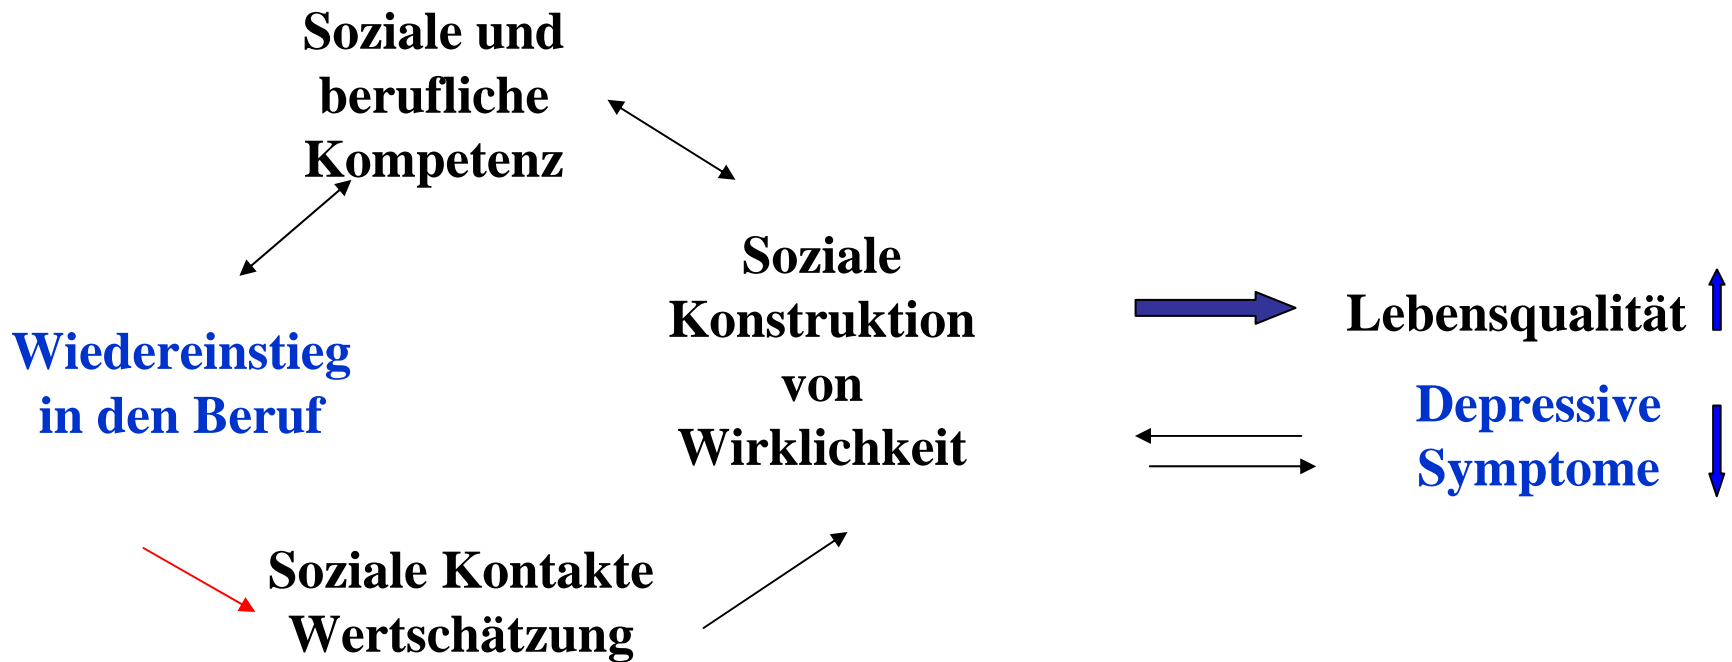 Soziale und
berufliche
Kompetenz
Wiedereinstieg
in den Beruf
Soziale
Konstruktion
von
Wirklichkeit
Soziale Kontakte
Wertschätzung
Lebensqualität
Depressive
Symptome